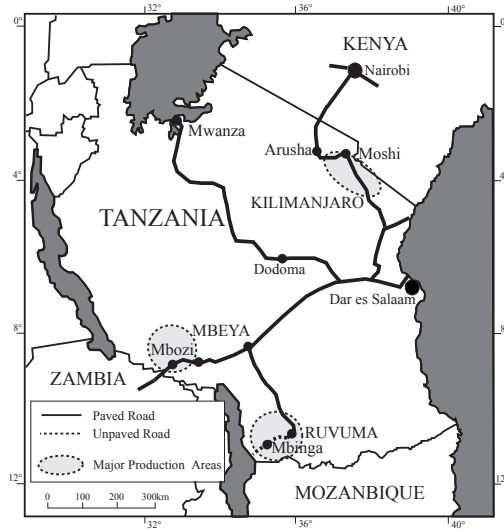 32°
36°
40°
0°
KENYA
Nairobi
Mwanza
Arusha
Moshi
4°
KILIMANJARO
TANZANIA
Dodoma
Dar es Salaam
8°
MBEYA
Mbozi
ZAMBIA
Paved Road
Unpaved Road
Major Production Areas
0 100 200 300km
RUVUMA
Mbinga
12°
MOZAMBIQUE
32°
36°
40°